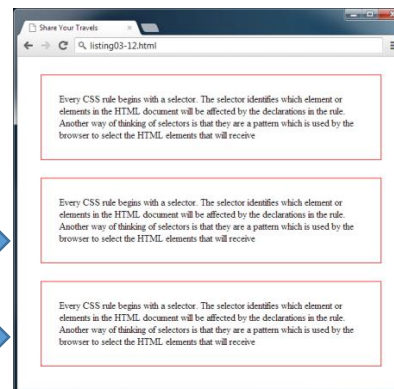 Share Your Travels
listing03-12.html
Every CSS rule begins with a selector. The selector identifies which element or
elements in the HTML document will be affected by the declarations in the rule.
Another way of thinking of selectors is that they are a pattern which is used by the
browser to select the HTML elements that will receive
Every CSS rule begins with a selector. The selector identifies which element or
elements in the HTML document will be affected by the declarations in the rule.
Another way of thinking of selectors is that they are a pattern which is used by the
browser to select the HTML elements that will receive
Every CSS rule begins with a selector. The selector identifies which element or
elements in the HTML document will be affected by the declarations in the rule.
Another way of thinking of selectors is that they are a pattern which is used by the
browser to select the HTML elements that will receive